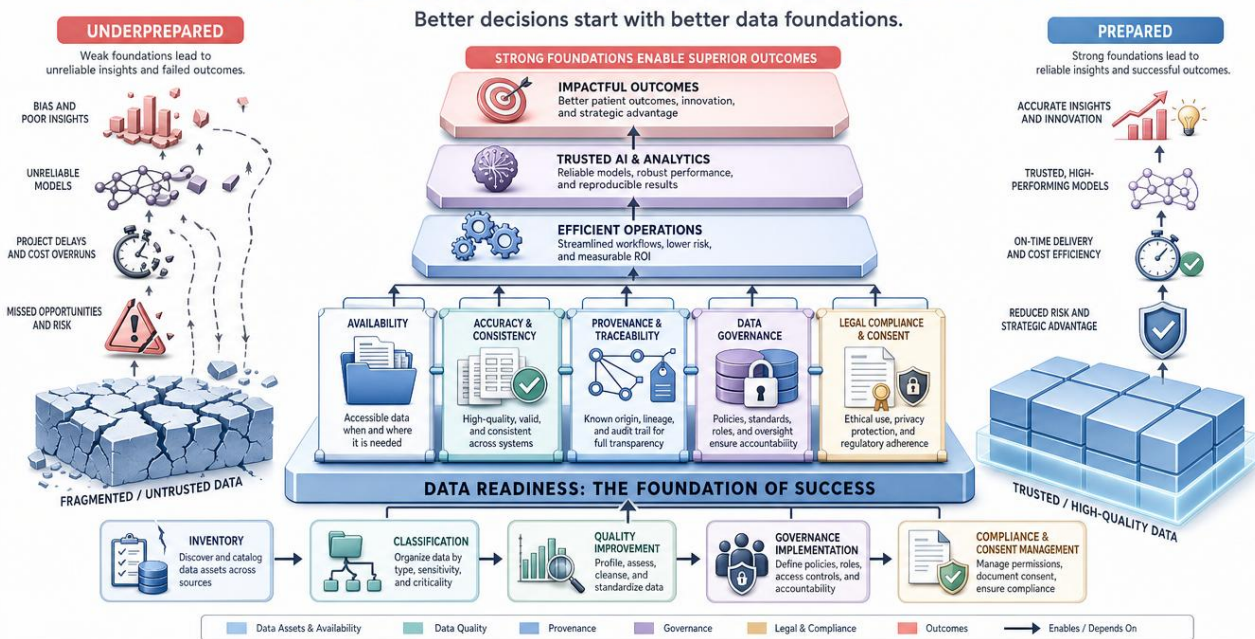 Better decisions start with better data foundations.
UNDERPREPARED
Weak foundations lead to
unreliable insights and failed outcomes.
BIAS AND
POOR INSIGHTS
UNRELIABLE
MODELS
PROJECT DELAYS
AND COST OVERRUNS
MISSED OPPORTUNITIES
AND RISK
FRAGMENTED / UNTRUSTED DATA
STRONG FOUNDATIONS ENABLE SUPERIOR OUTCOMES
IMPACTFUL OUTCOMES
Better patient outcomes, innovation,
and strategic advantage
TRUSTED AI & ANALYTICS
Reliable models, robust performance,
and reproducible results
EFFICIENT OPERATIONS
Streamlined workflows, lower risk,
and measurable ROI
AVAILABILITY
Accessible data
when and where
it is needed
ACCURACY &
CONSISTENCY
High-quality, valid,
and consistent
across systems
PROVENANCE &
TRACEABILITY
Known origin, lineage,
and audit trail for
full transparency
DATA
GOVERNANCE
Policies, standards,
roles, and oversight
ensure accountability
LEGAL COMPLIANCE
& CONSENT
Ethical use, privacy
protection, and
regulatory adherence
DATA READINESS: THE FOUNDATION OF SUCCESS
PREPARED
Strong foundations lead to
reliable insights and successful outcomes.
ACCURATE INSIGHTS
AND INNOVATION
TRUSTED, HIGH-
PERFORMING MODELS
ON-TIME DELIVERY
AND COST EFFICIENCY
REDUCED RISK AND
STRATEGIC ADVANTAGE
TRUSTED / HIGH-QUALITY DATA
INVENTORY
Discover and catalog
data assets across
sources
CLASSIFICATION
Organize data by
type, sensitivity,
and criticality
QUALITY
IMPROVEMENT
Profile, assess,
cleanse, and
standardize data
GOVERNANCE
IMPLEMENTATION
Define policies, roles,
access controls, and
accountability
COMPLIANCE &
CONSENT MANAGEMENT
Manage permissions,
document consent,
ensure compliance
Data Assets & Availability
Data Quality
Provenance
Governance
Legal & Compliance
Outcomes
Enables / Depends On